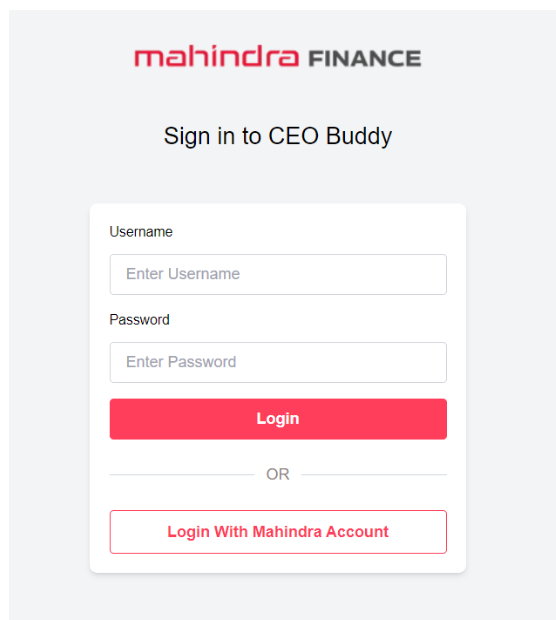 mahindra FINANCE
Sign in to CEO Buddy
Username
Enter Username
Password
Enter Password
Login
OR
Login With Mahindra Account